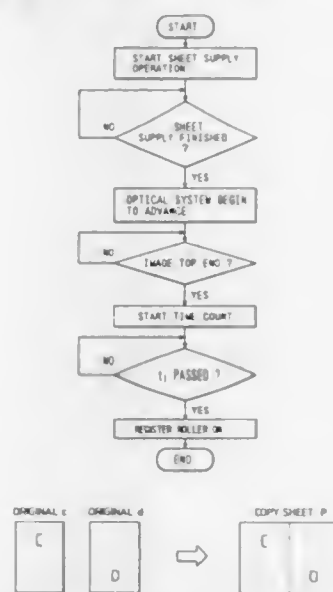 START
START SHEET SUPPLY
OPERATION
SHEET
SUPPLY FINISHED
?
NO
YES
OPTICAL SYSTEM BEGIN
TO ADVANCE
IMAGE TOP END ?
NO
YES
START TIME COUNT
t₁ PASSED ?
NO
YES
REGISTER ROLLER ON
END
ORIGINAL c ORIGINAL d COPY SHEET P
C C
D D